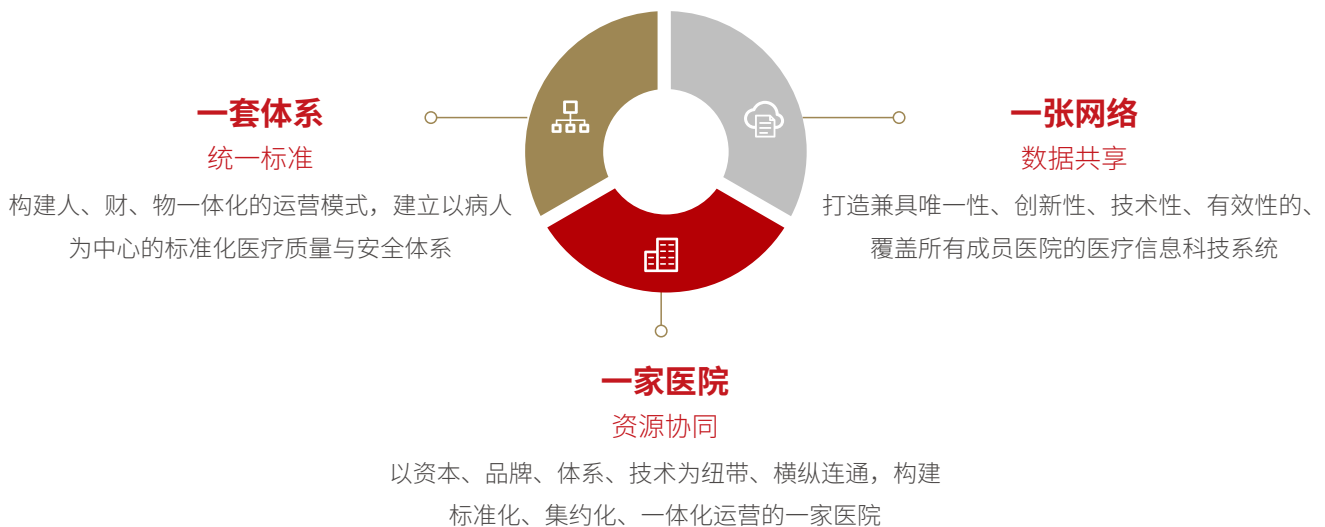 一套体系
统一标准
构建人、财、物一体化的运营模式，建立以病人
为中心的标准化医疗质量与安全体系
一张网络
数据共享
打造兼具唯一性、创新性、技术性、有效性的、
覆盖所有成员医院的医疗信息科技系统
一家医院
资源协同
以资本、品牌、体系、技术为纽带、横纵连通，构建
标准化、集约化、一体化运营的一家医院